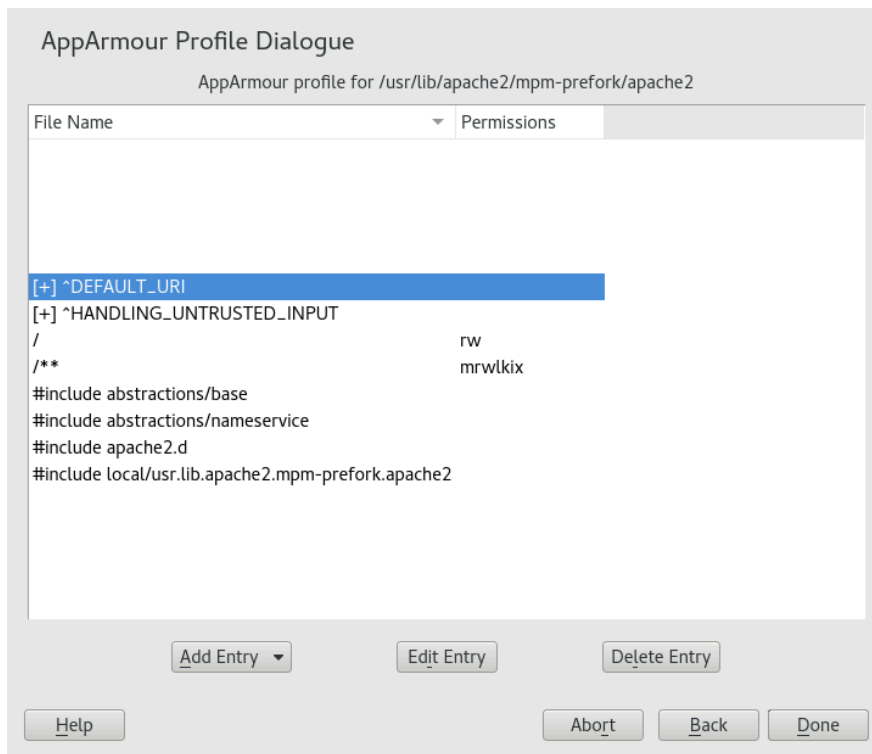 AppArmour Profile Dialogue
AppArmour profile for /usr/lib/apache2/mpm-prefork/apache2
File Name Permissions
[+] ^DEFAULT_URI
[+] ^HANDLING_UNTRUSTED_INPUT
/ rw
/** mrwlkix
#include abstractions/base
#include abstractions/nameservice
#include apache2.d
#include local/usr.lib.apache2.mpm-prefork.apache2
Add Entry Edit Entry Delete Entry
Help Abort Back Done